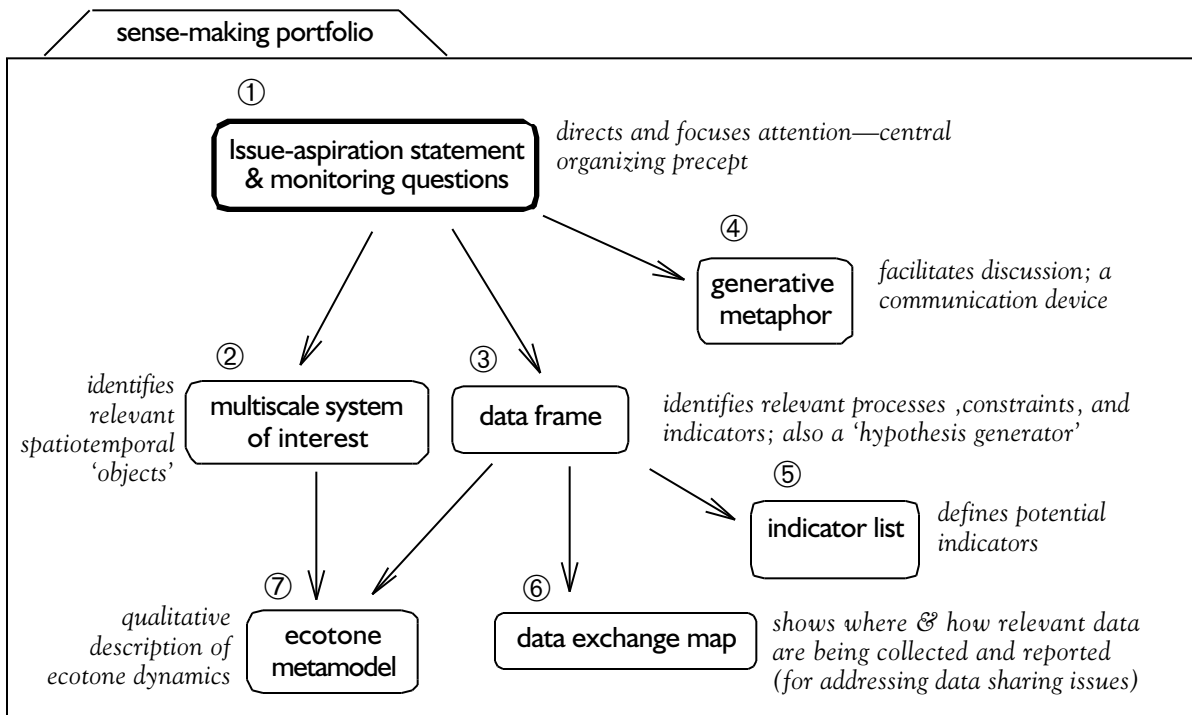 sense-making portfolio
①
Issue-aspiration statement
& monitoring questions
directs and focuses attention—central
organizing precept
④
generative
metaphor
facilitates discussion; a
communication device
②
multiscale system
of interest
identifies
relevant
spatiotemporal
‘objects’
③
data frame
identifies relevant processes ,constraints, and
indicators; also a ‘hypothesis generator’
⑤
indicator list
defines potential
indicators
⑦
ecotone
metamodel
qualitative
description of
ecotone dynamics
⑥
data exchange map
shows where & how relevant data
are being collected and reported
(for addressing data sharing issues)